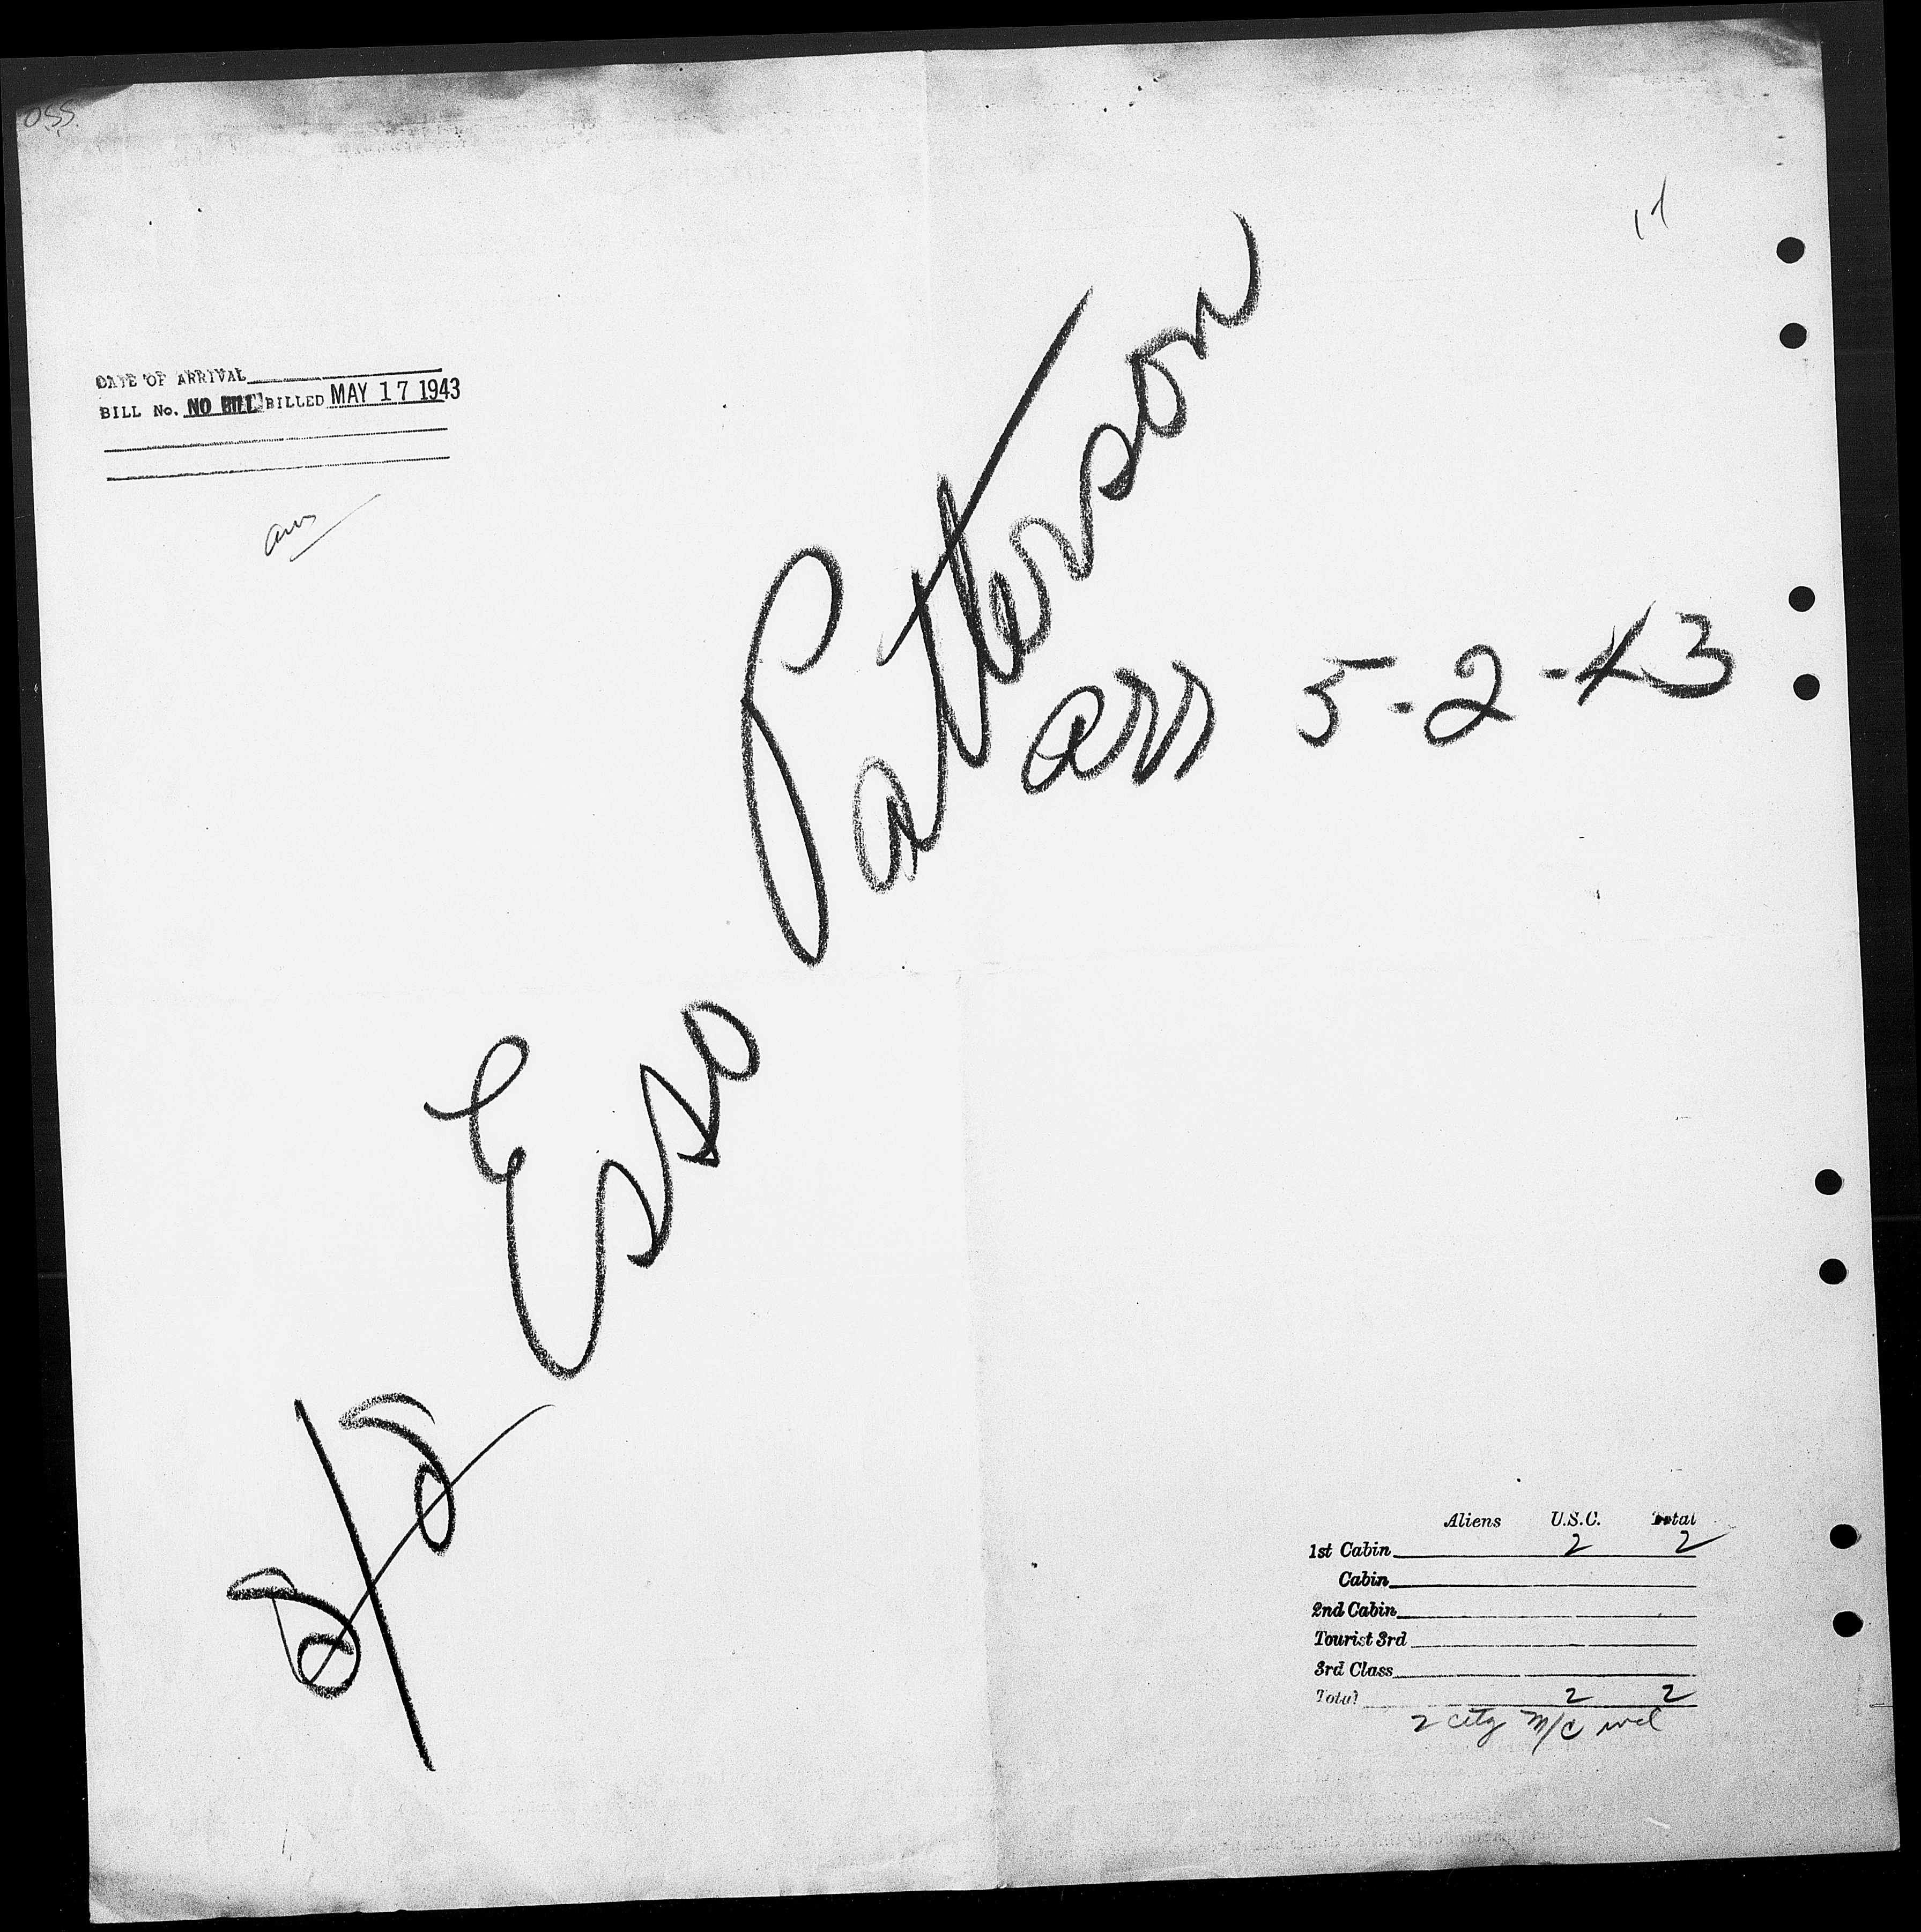 OSS
11
DATE OF ARRIVAL
BILL No. NO BILL BILLED MAY 17 1943
S/S Esso Patterson
arr 5-2-43
Aliens U.S.C. Total
1st Cabin 2 2
Cabin
2nd Cabin
Tourist 3rd
3rd Class
Total 2 2
2 city M/C incl